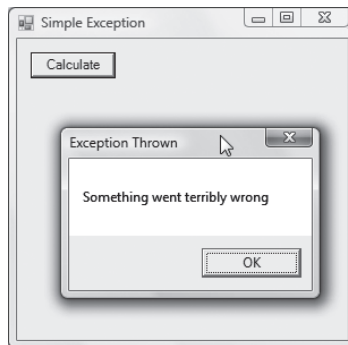 Simple Exception
Calculate
Exception Thrown
Something went terribly wrong
OK